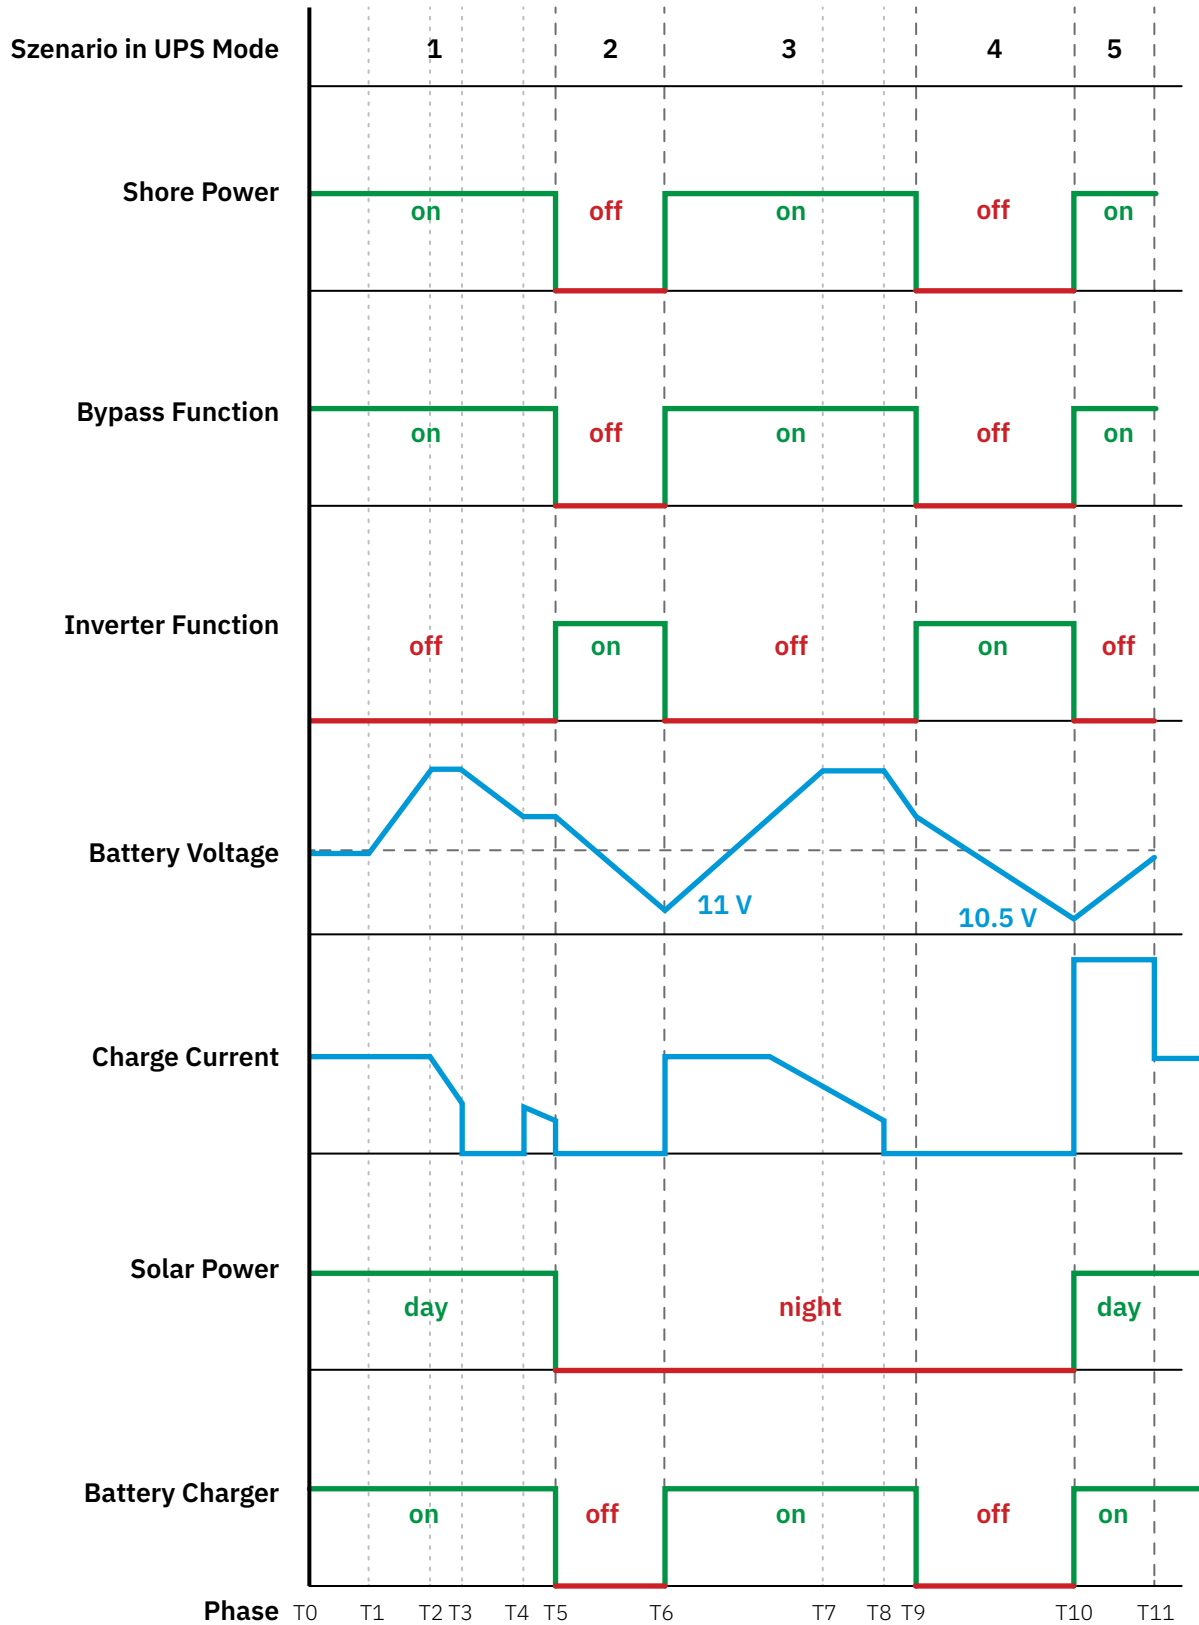 Szenario in UPS Mode 1 2 3 4 5
Shore Power on off on off on
Bypass Function on off on off on
Inverter Function off on off on off
Battery Voltage 11 V 10.5 V
Charge Current
Solar Power day night day
Battery Charger on off on off on
Phase T0 T1 T2 T3 T4 T5 T6 T7 T8 T9 T10 T11